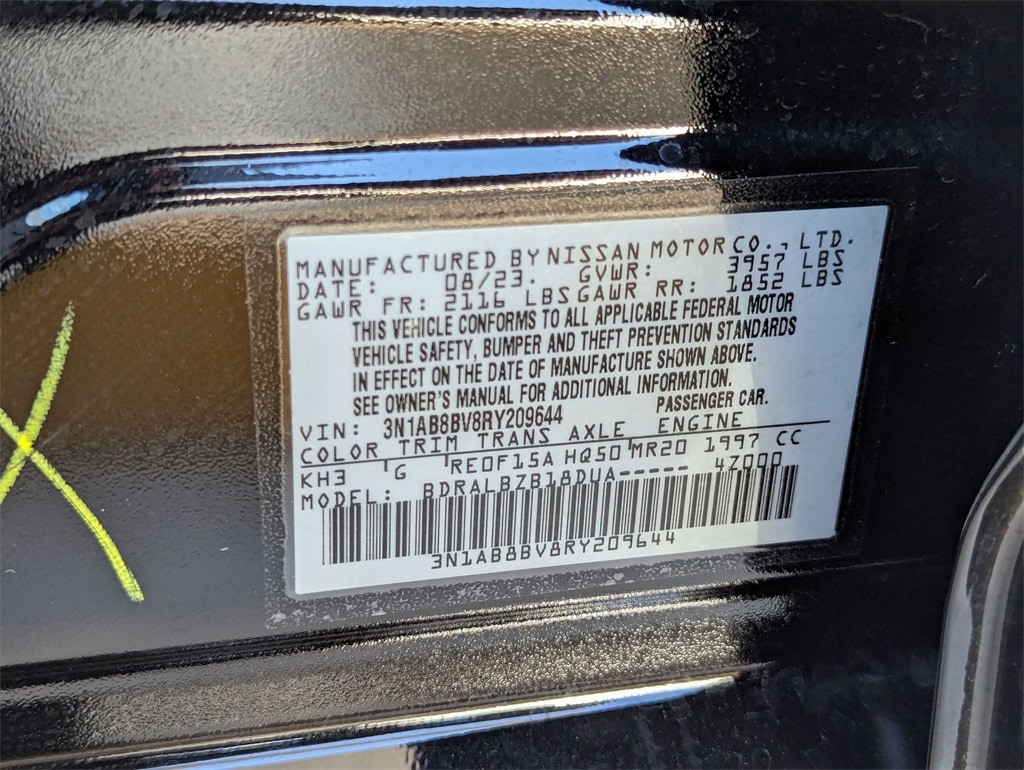 MANUFACTURED BY NISSAN MOTOR CO., LTD.
DATE: 08/23. GVWR: 3957 LBS
GAWR FR: 2116 LBS GAWR RR: 1852 LBS
THIS VEHICLE CONFORMS TO ALL APPLICABLE FEDERAL MOTOR
VEHICLE SAFETY, BUMPER AND THEFT PREVENTION STANDARDS
IN EFFECT ON THE DATE OF MANUFACTURE SHOWN ABOVE.
SEE OWNER'S MANUAL FOR ADDITIONAL INFORMATION.
VIN: 3N1AB8BV8RY209644 PASSENGER CAR.
COLOR TRIM TRANS AXLE ENGINE
KH3 G RE0F15A HQ50 MR20 1997 CC
MODEL: BDRALBZB18DUA----- 47000
3N1AB8BV8RY209644